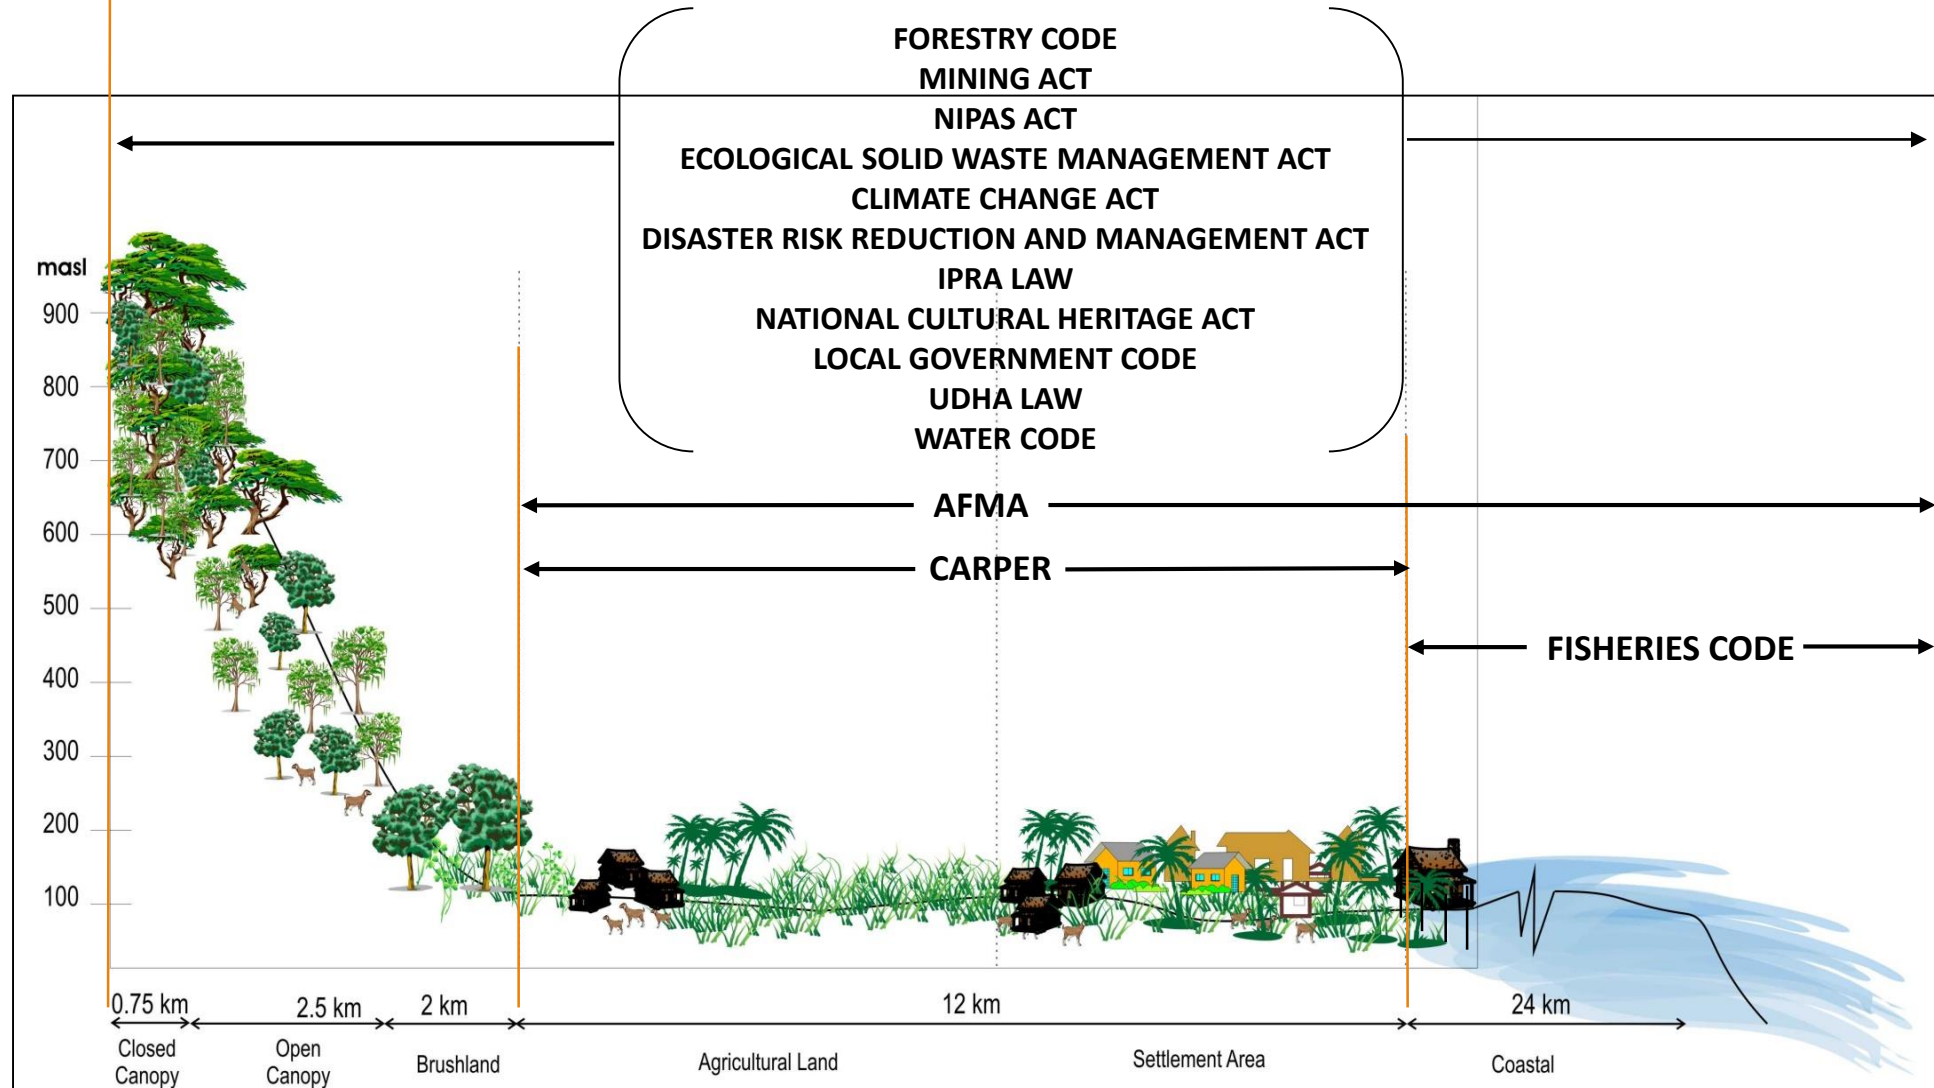 FORESTRY CODE
MINING ACT
NIPAS ACT
ECOLOGICAL SOLID WASTE MANAGEMENT ACT
CLIMATE CHANGE ACT
DISASTER RISK REDUCTION AND MANAGEMENT ACT
IPRA LAW
NATIONAL CULTURAL HERITAGE ACT
LOCAL GOVERNMENT CODE
UDHA LAW
WATER CODE
AFMA
CARPER
FISHERIES CODE
masl
900
800
700
600
500
400
300
200
100
0.75 km
2.5 km
2 km
12 km
24 km
Closed
Canopy
Open
Canopy
Brushland
Agricultural Land
Settlement Area
Coastal